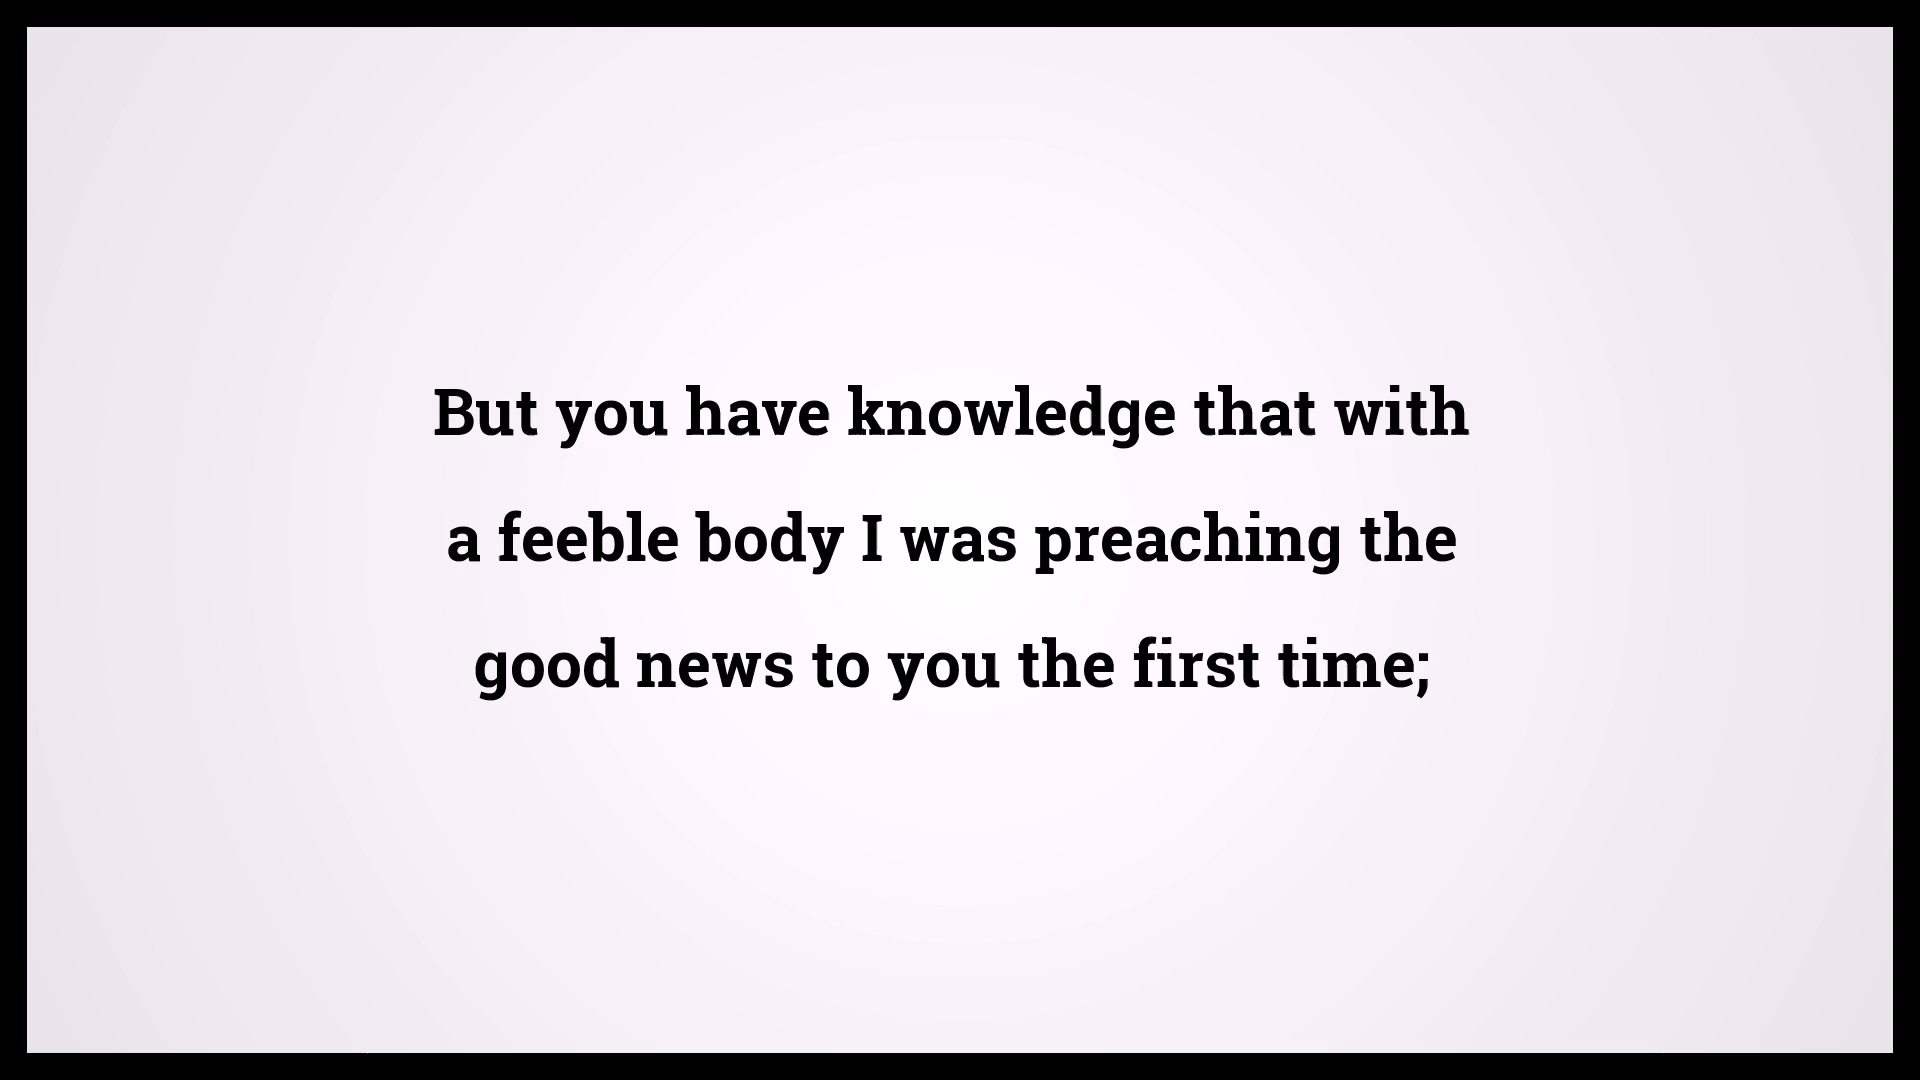 But you have knowledge that with
a feeble body I was preaching the
good news to you the first time;